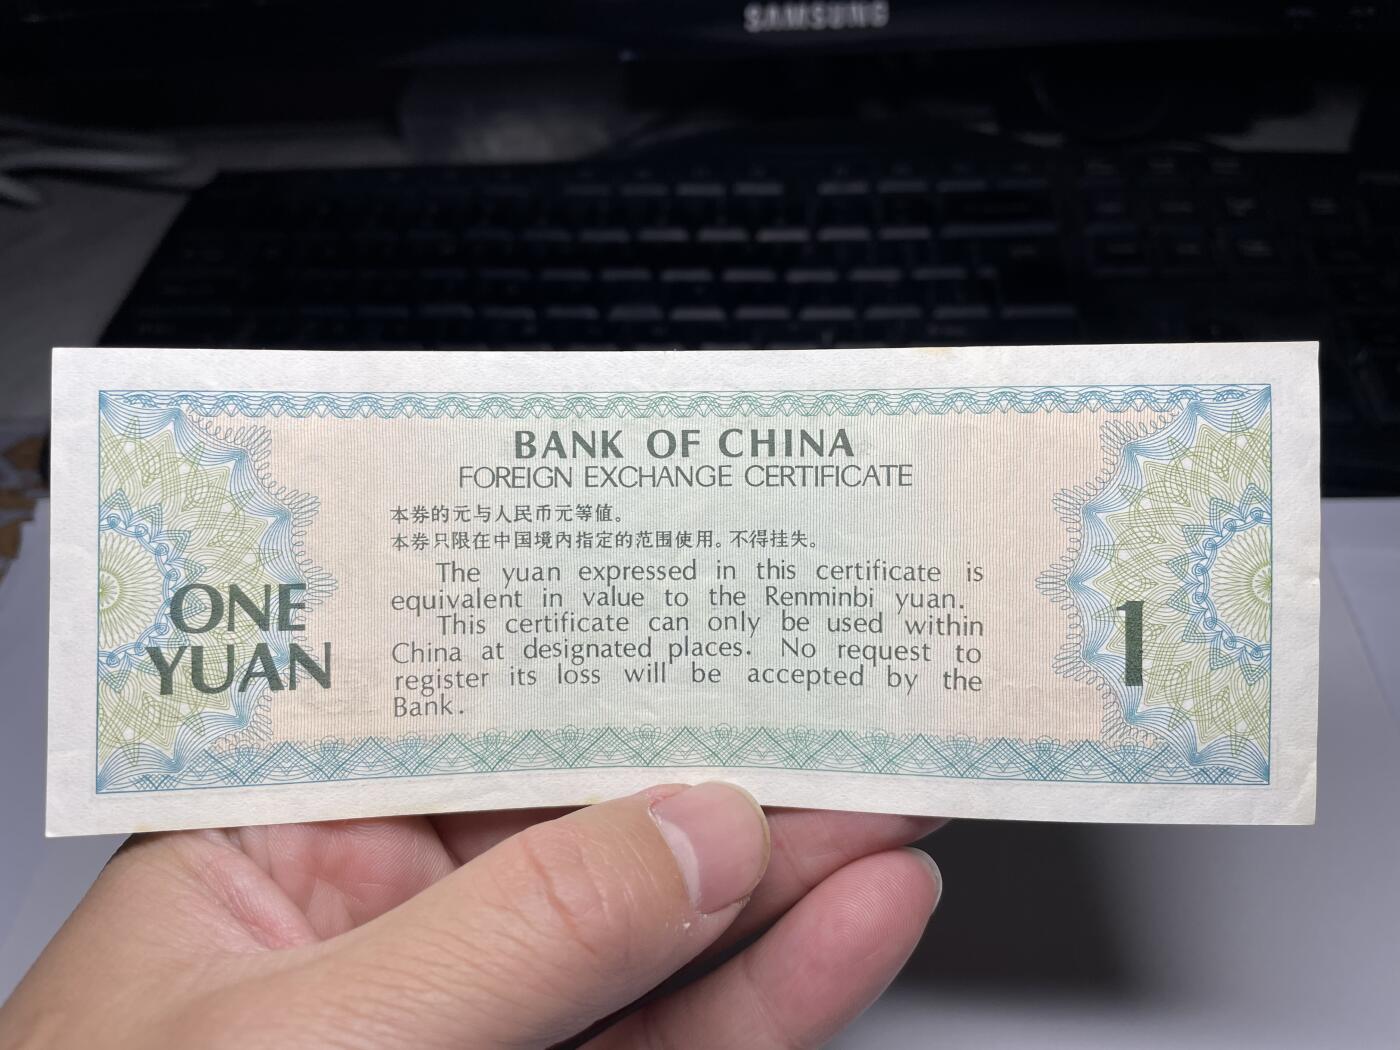 SAMSUNG
BANK OF CHINA
FOREIGN EXCHANGE CERTIFICATE
本券的元与人民币元等值。
本券只限在中国境内指定的范围使用。不得挂失。
The yuan expressed in this certificate is
equivalent in value to the Renminbi yuan.
This certificate can only be used within
China at designated places. No request to
register its loss will be accepted by the
Bank.
ONE
YUAN
1